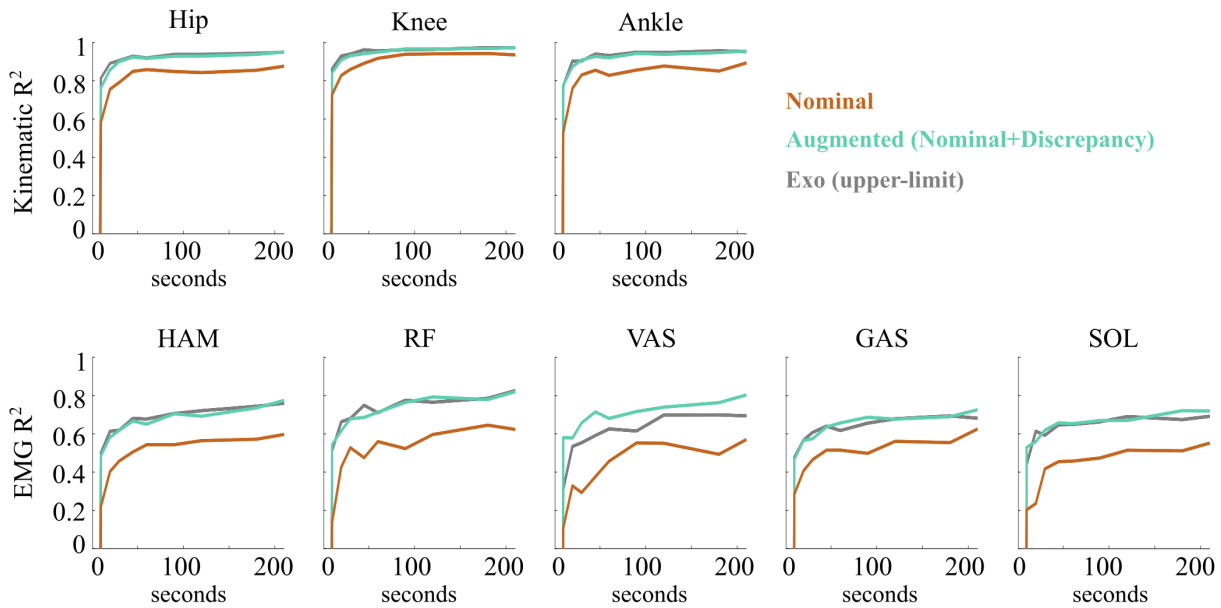 Hip
Knee
Ankle
Kinematic R²
1
0.8
0.6
0.4
0.2
0
0 100 200
seconds
0 100 200
seconds
0 100 200
seconds
Nominal
Augmented (Nominal+Discrepancy)
Exo (upper-limit)
HAM
RF
VAS
GAS
SOL
EMG R²
1
0.8
0.6
0.4
0.2
0
0 100 200
seconds
0 100 200
seconds
0 100 200
seconds
0 100 200
seconds
0 100 200
seconds